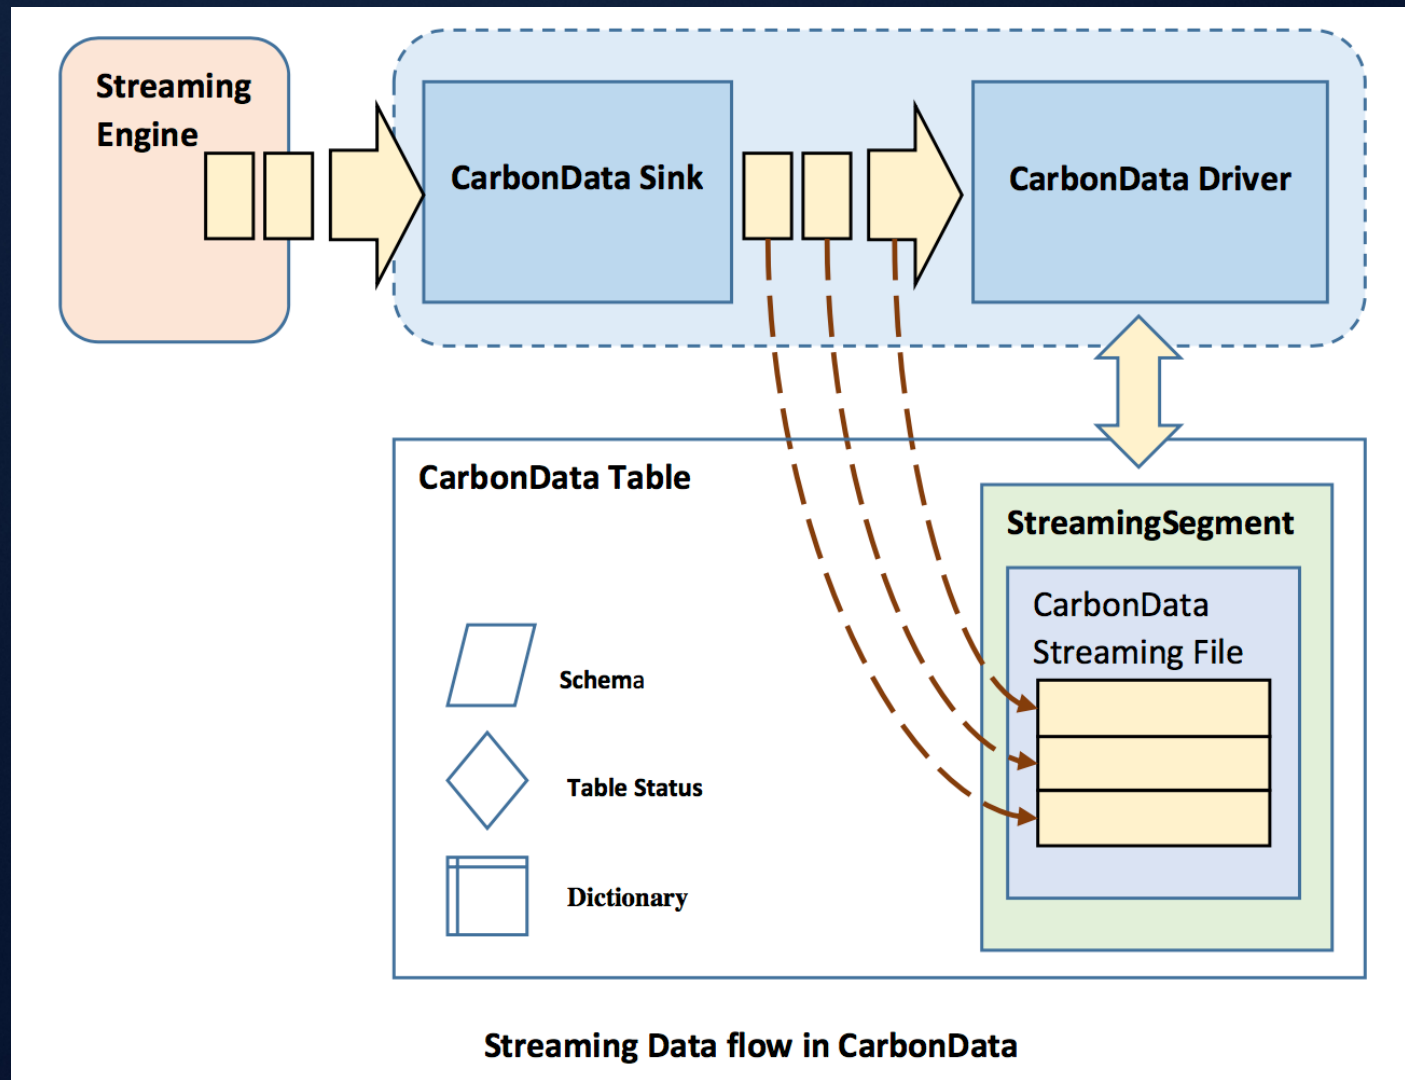 Streaming
Engine
CarbonData Sink
CarbonData Driver
CarbonData Table
StreamingSegment
CarbonData
Streaming File
Schema
Table Status
Dictionary
Streaming Data flow in CarbonData